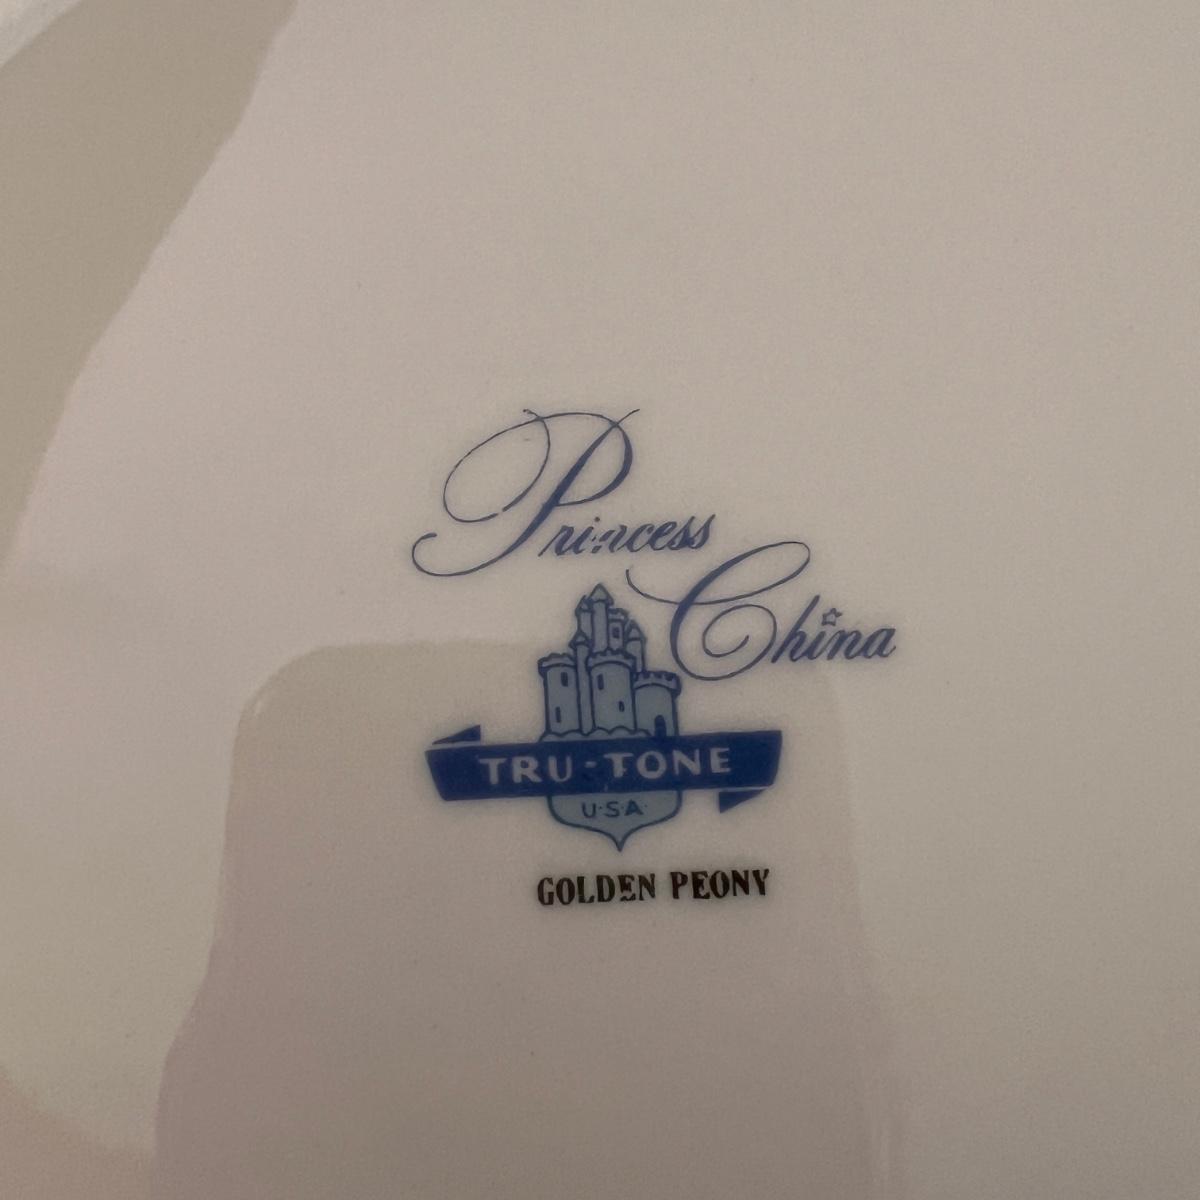 Princess
China
TRU-TONE
U·S·A
GOLDEN PEONY